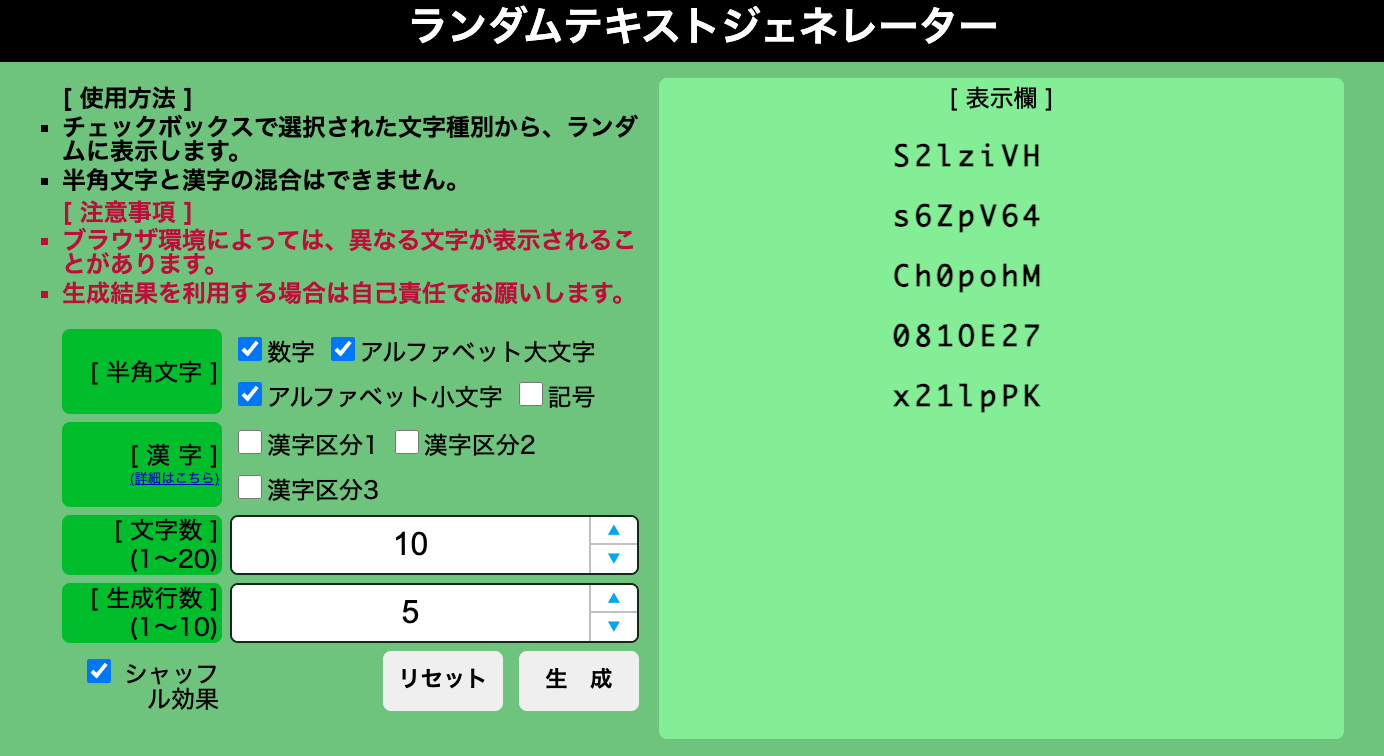 ランダムテキストジェネレーター
[ 使用方法 ]
チェックボックスで選択された文字種別から、ランダ
ムに表示します。
半角文字と漢字の混合はできません。
[ 注意事項 ]
ブラウザ環境によっては、異なる文字が表示されるこ
とがあります。
生成結果を利用する場合は自己責任でお願いします。
[ 半角文字 ]
数字 アルファベット大文字
アルファベット小文字 記号
[ 漢 字 ]
(詳細はこちら)
漢字区分1 漢字区分2
漢字区分3
[ 文字数 ]
(1〜20)
10
[ 生成行数 ]
(1〜10)
5
シャッフ
ル効果
リセット 生 成
[ 表示欄 ]
S2lziVH
s6ZpV64
Ch0pohM
081OE27
x21lpPK